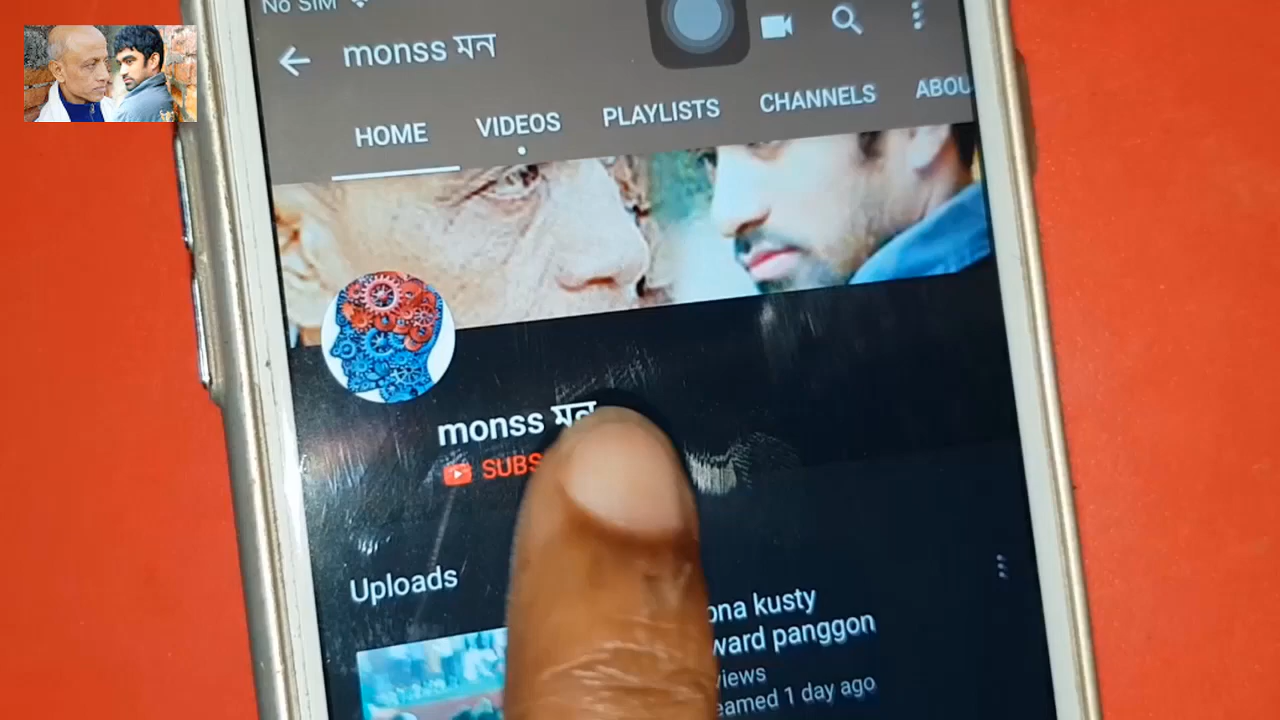 No SIM
monss মন
HOME VIDEOS PLAYLISTS CHANNELS ABOU
monss মন
SUBS
Uploads
ona kusty
ward panggon
views
eamed 1 day ago